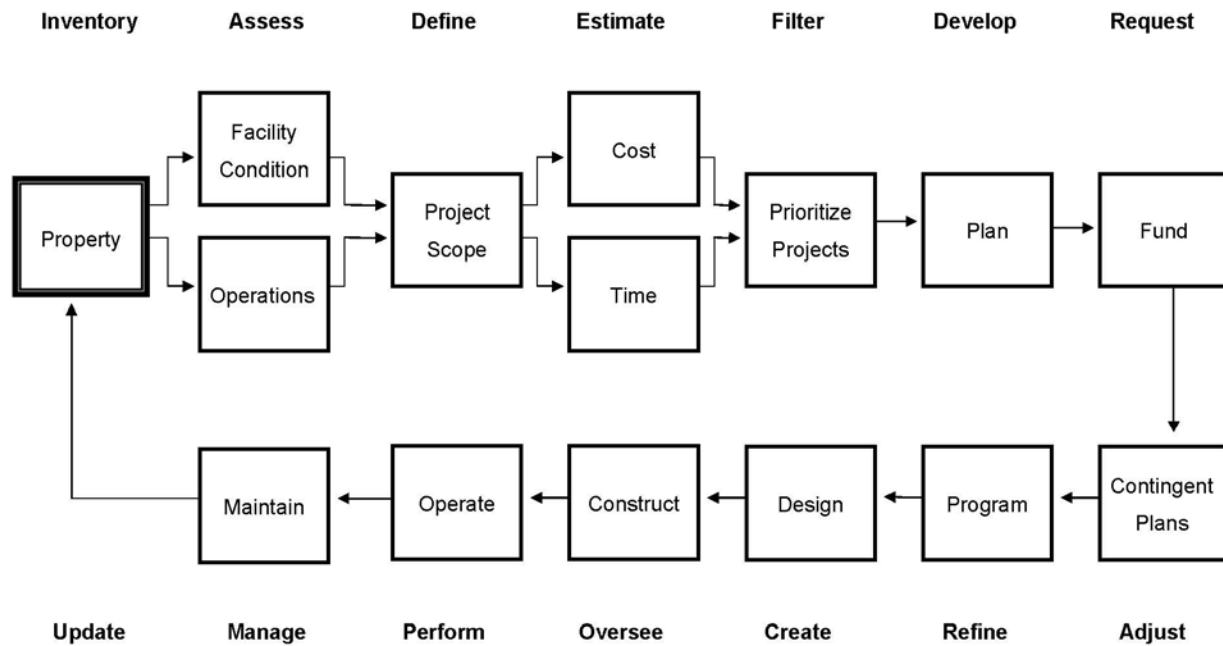 Inventory Assess Define Estimate Filter Develop Request
Facility
Condition
Cost
Property
Project
Scope
Prioritize
Projects
Plan
Fund
Operations
Time
Maintain
Operate
Construct
Design
Program
Contingent
Plans
Update Manage Perform Oversee Create Refine Adjust